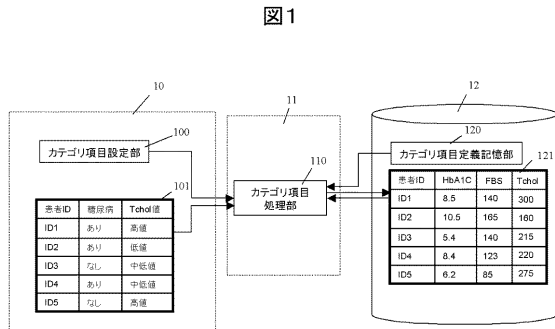 図1
10
11
12
100
カテゴリ項目設定部
110
カテゴリ項目
処理部
120
カテゴリ項目定義記憶部
101
患者ID 糖尿病 Tchol値
ID1 あり 高値
ID2 あり 低値
ID3 なし 中低値
ID4 あり 中低値
ID5 なし 高値
121
患者ID HbA1C FBS Tchol
ID1 8.5 140 300
ID2 10.5 165 160
ID3 5.4 140 215
ID4 8.4 123 220
ID5 6.2 85 275